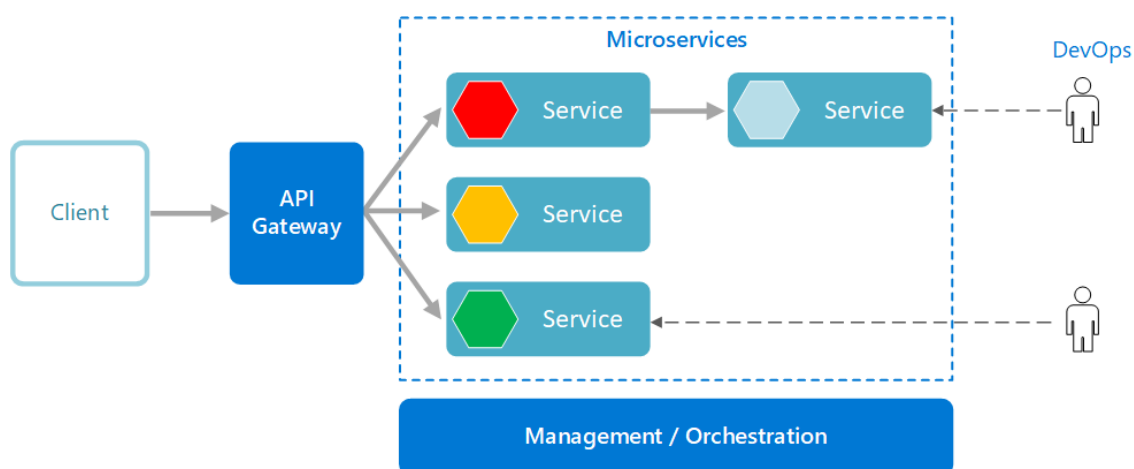 Microservices
DevOps
Service
Service
Client
API
Gateway
Service
Service
Management / Orchestration